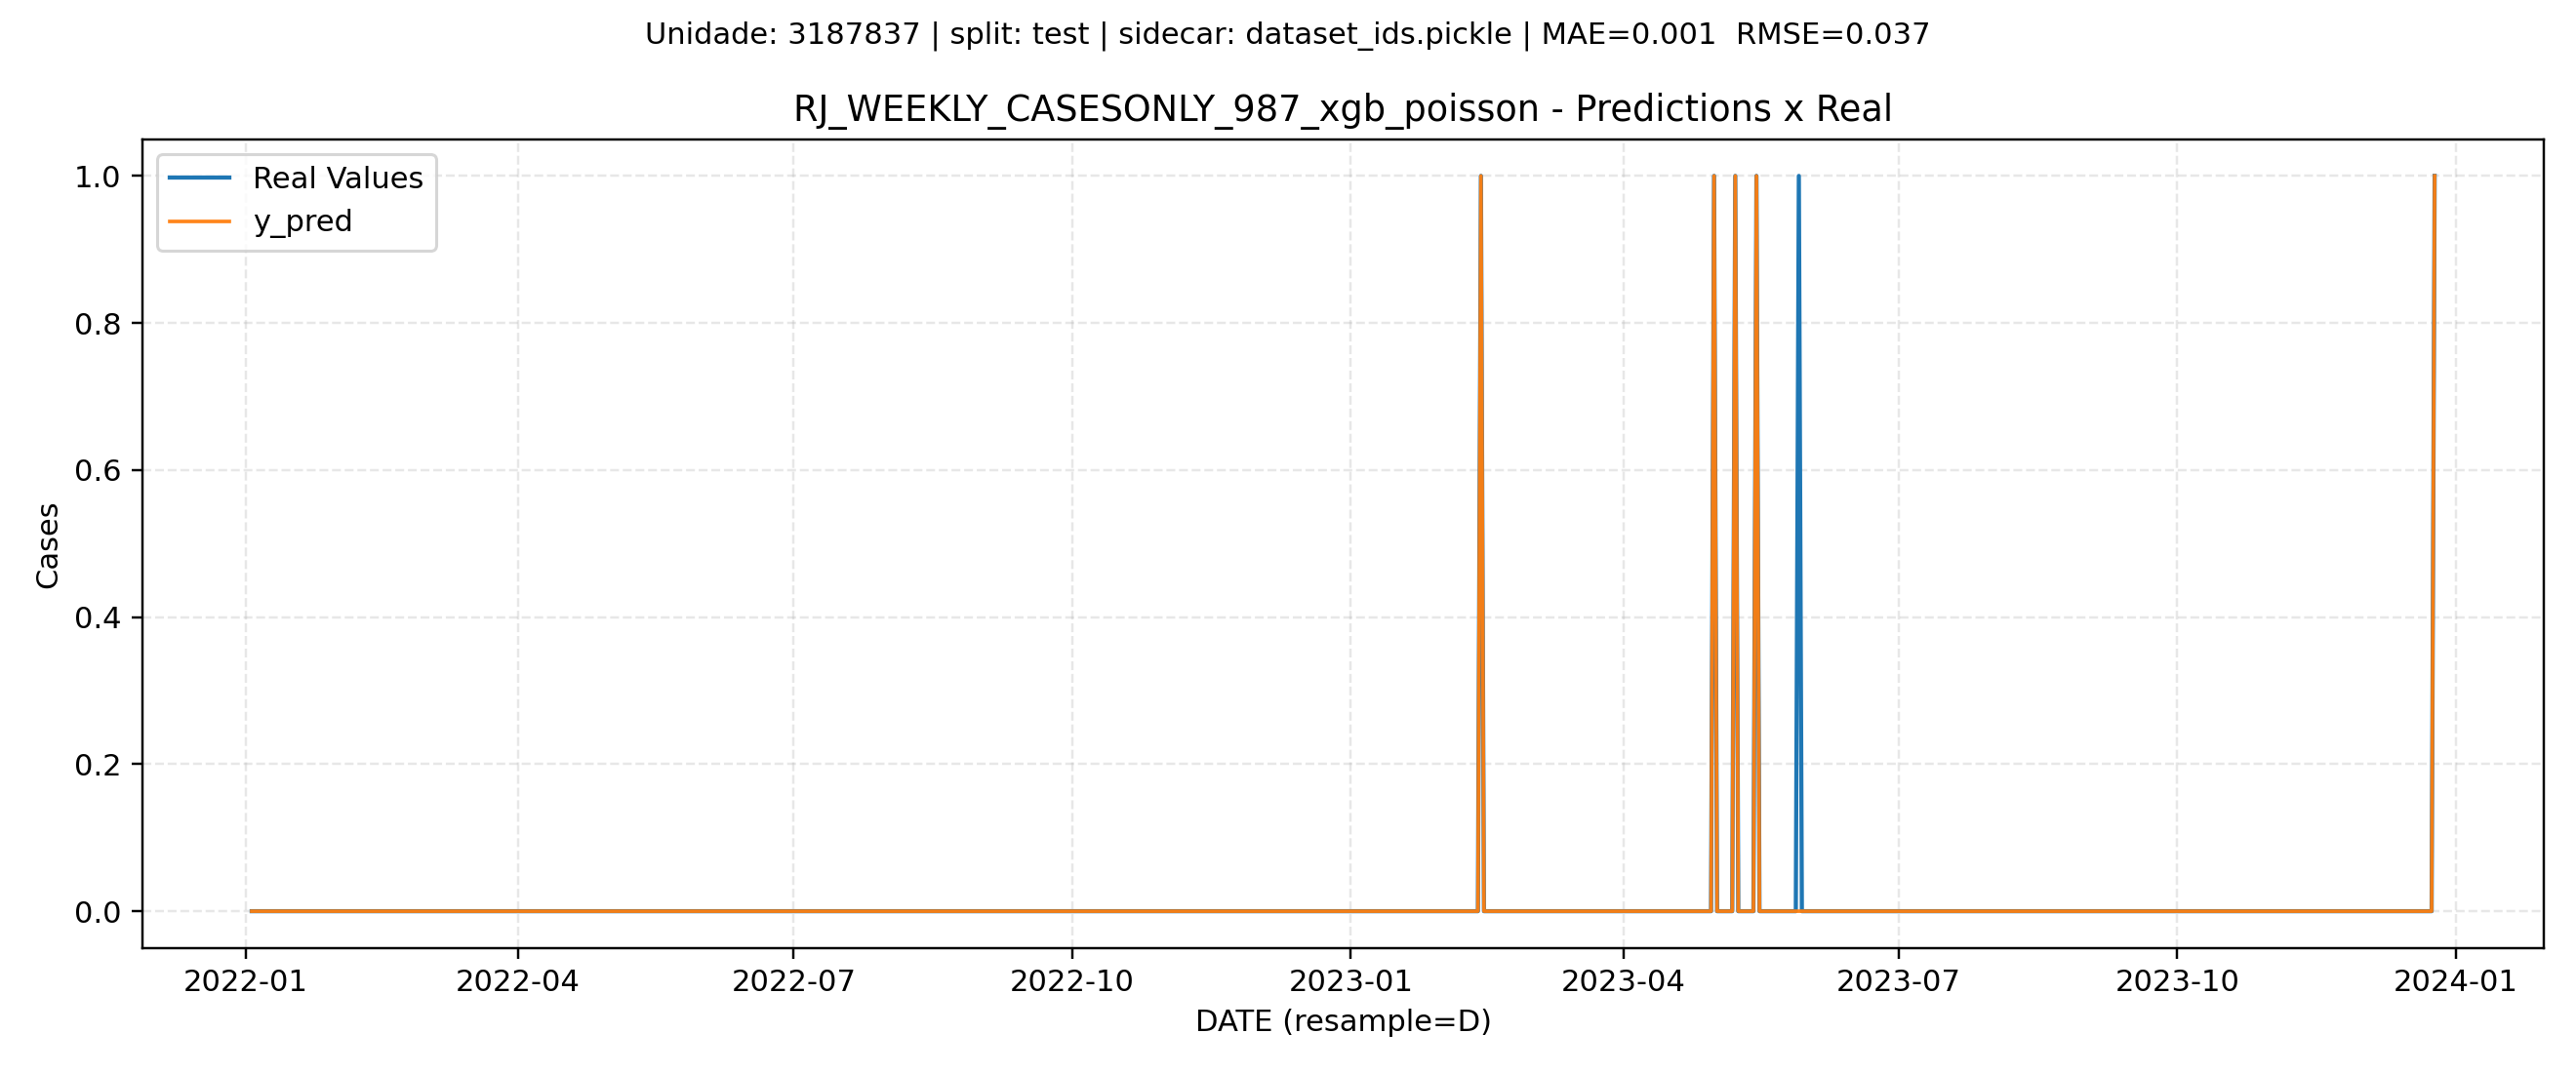 Unidade: 3187837 | split: test | sidecar: dataset_ids.pickle | MAE=0.001  RMSE=0.037
RJ_WEEKLY_CASESONLY_987_xgb_poisson - Predictions x Real
Real Values
y_pred
1.0
0.8
0.6
0.4
0.2
0.0
Cases
2022-01 2022-04 2022-07 2022-10 2023-01 2023-04 2023-07 2023-10 2024-01
DATE (resample=D)